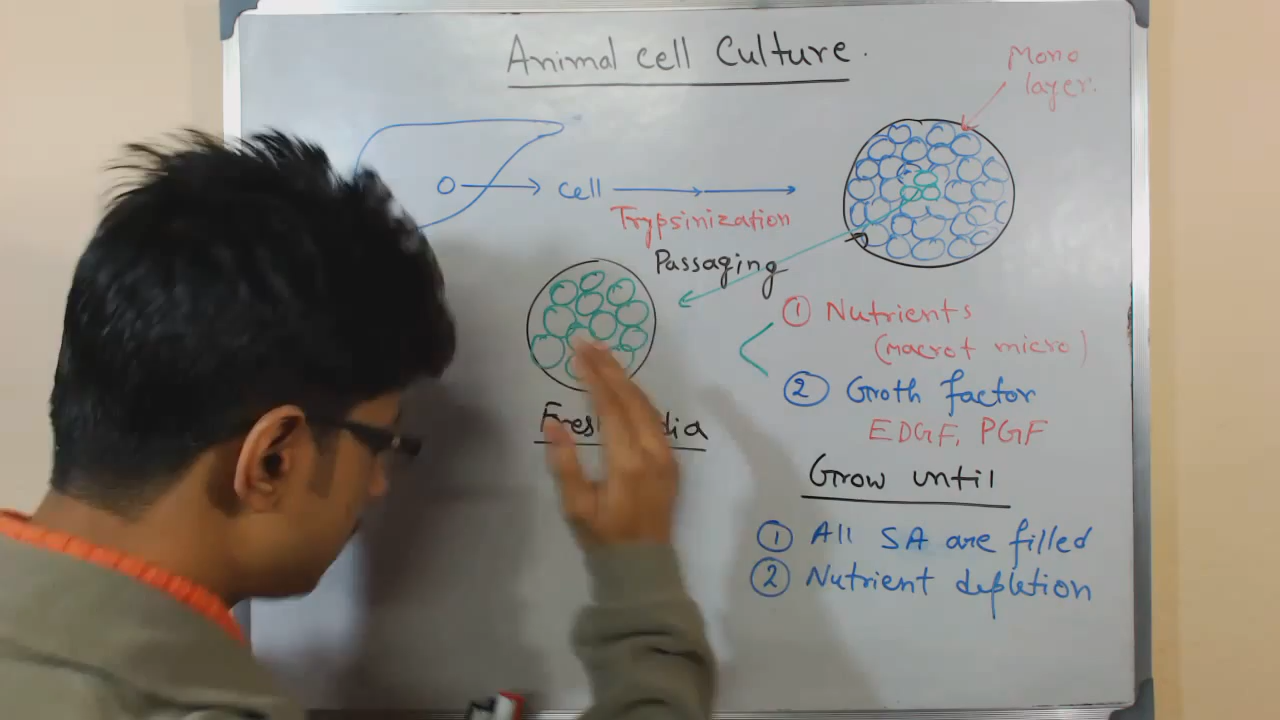 Animal Cell Culture.
Mono
layer.
Cell
Trypsinization
Passaging
① Nutrients
(macro + micro)
② Groth factor
EDGF, PGF
Grow until
① All SA are filled
② Nutrient depletion